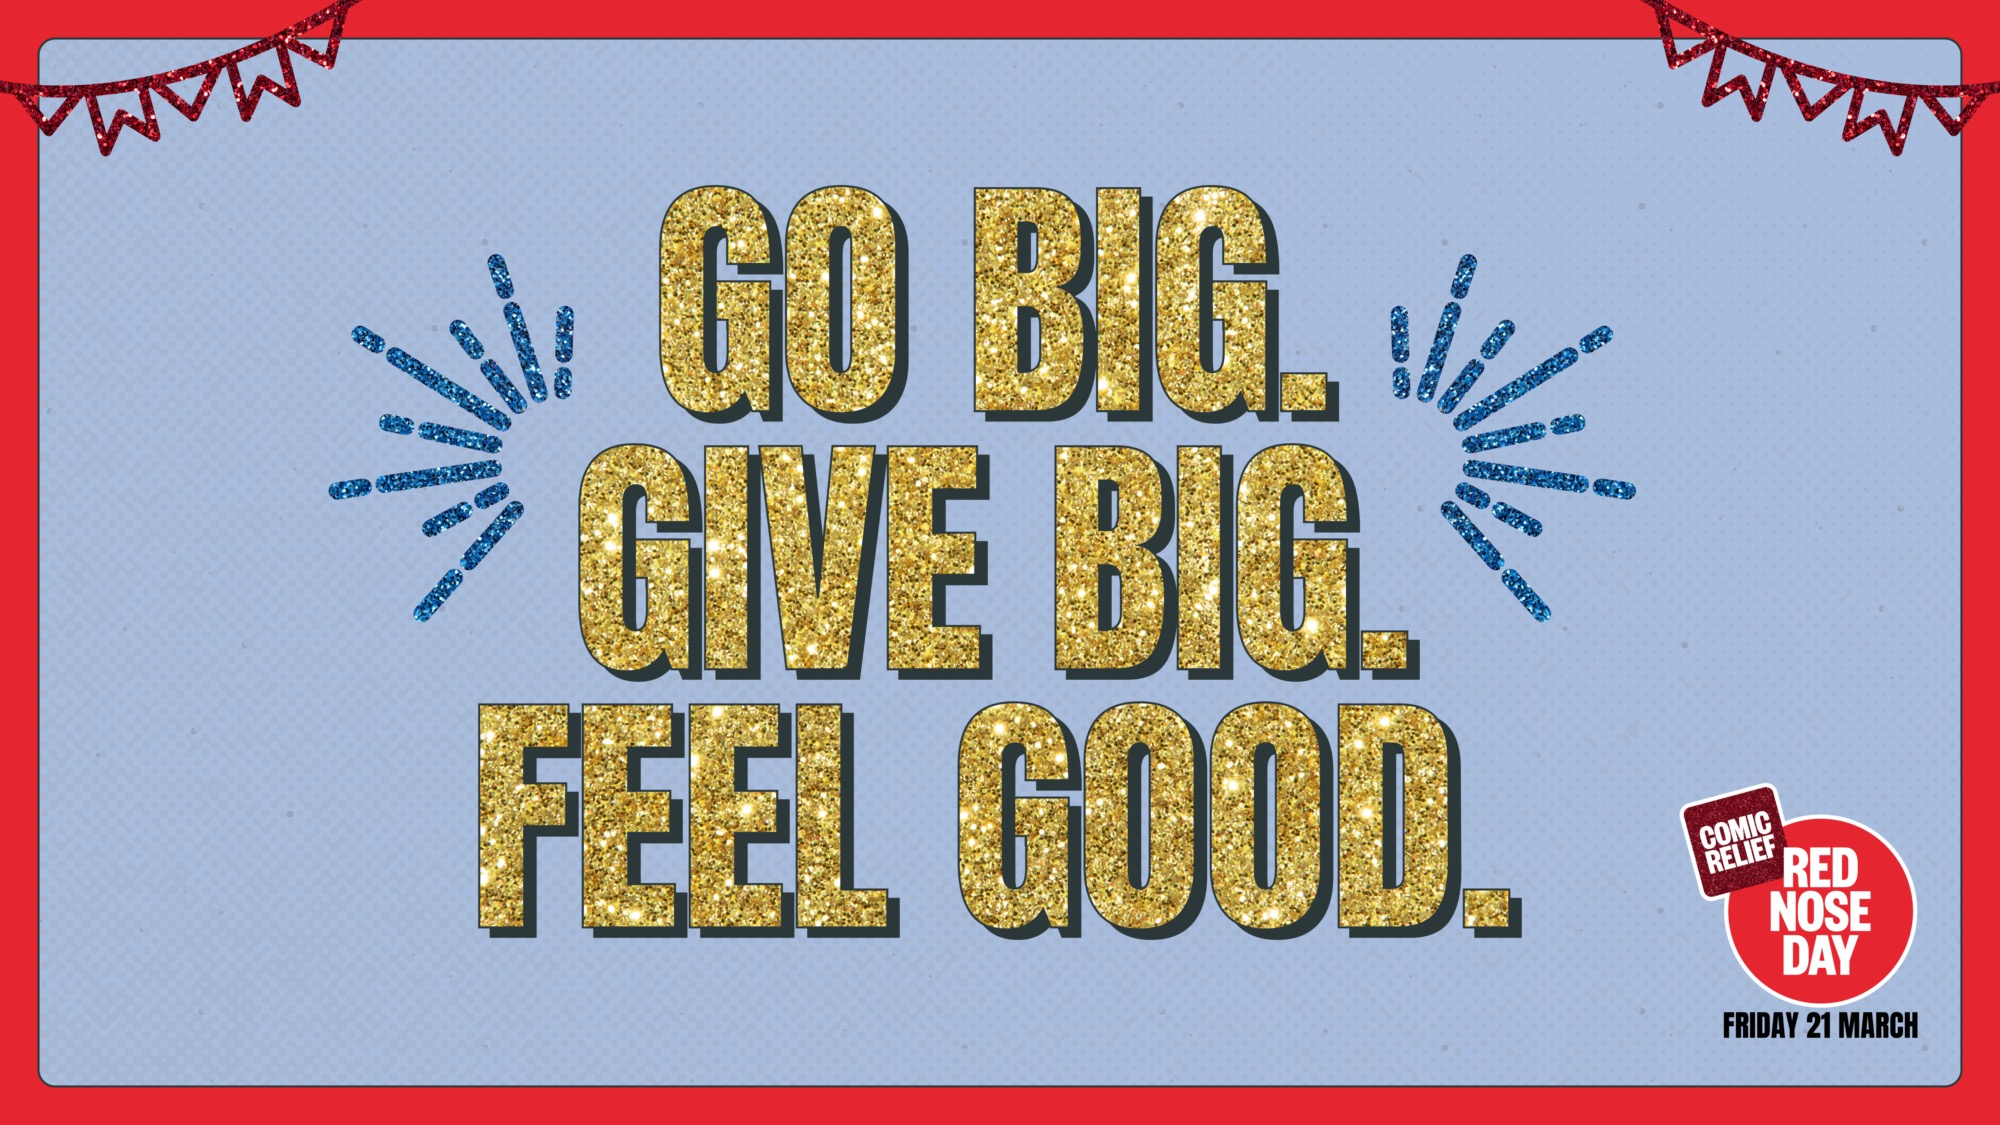 GO BIG.
GIVE BIG.
FEEL GOOD.
COMIC
RELIEF
RED
NOSE
DAY
FRIDAY 21 MARCH